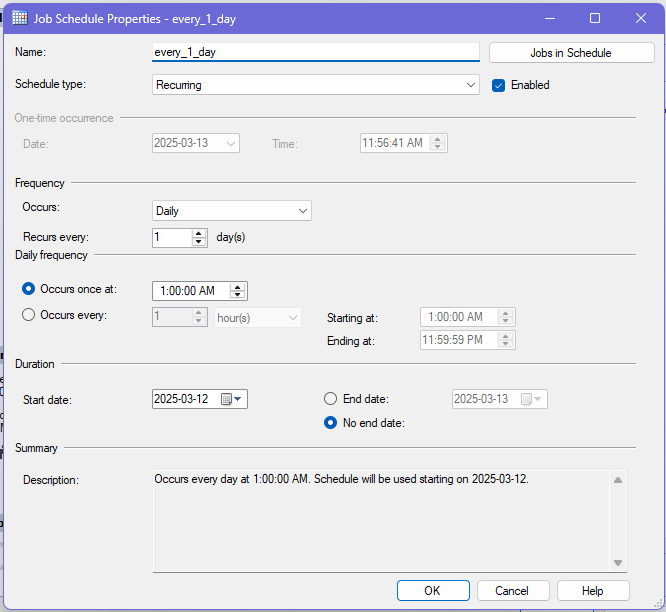 Job Schedule Properties - every_1_day
Name: every_1_day Jobs in Schedule
Schedule type: Recurring Enabled
One-time occurrence
Date: 2025-03-13 Time: 11:56:41 AM
Frequency
Occurs: Daily
Recurs every: 1 day(s)
Daily frequency
Occurs once at: 1:00:00 AM
Occurs every: 1 hour(s) Starting at: 1:00:00 AM
Ending at: 11:59:59 PM
Duration
Start date: 2025-03-12 End date: 2025-03-13
No end date:
Summary
Description: Occurs every day at 1:00:00 AM. Schedule will be used starting on 2025-03-12.
OK Cancel Help